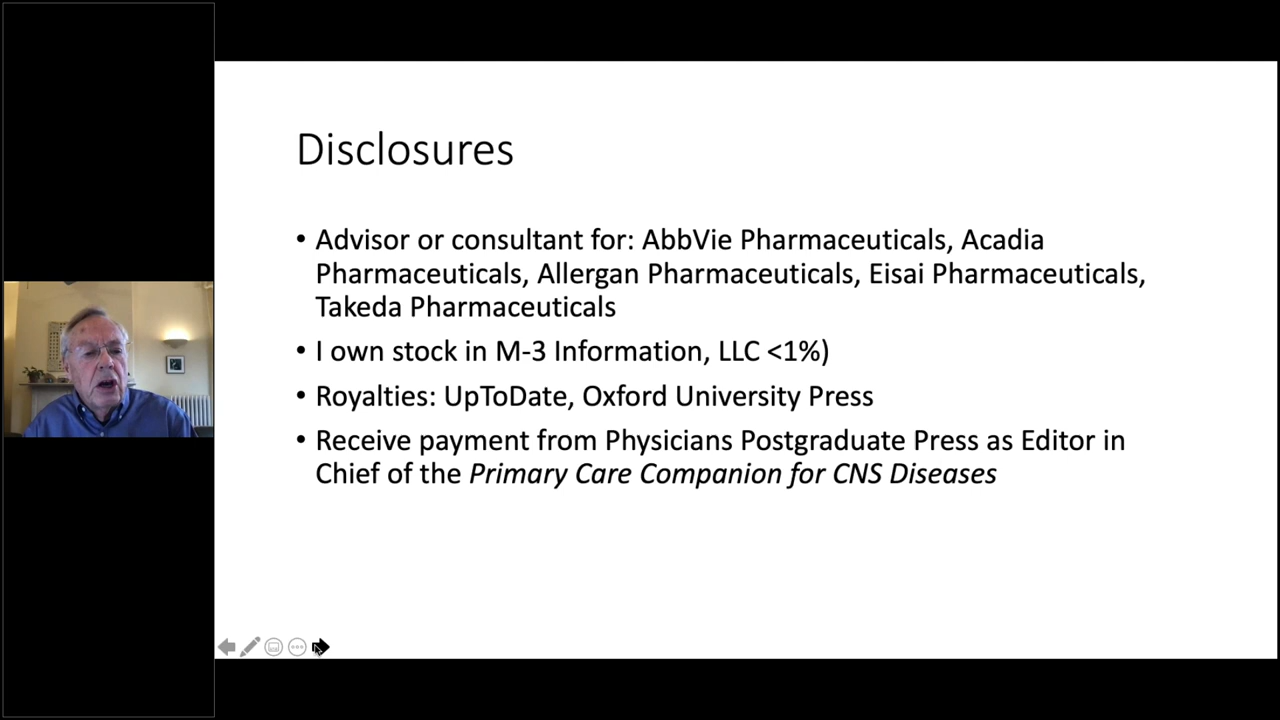 Disclosures
• Advisor or consultant for: AbbVie Pharmaceuticals, Acadia
Pharmaceuticals, Allergan Pharmaceuticals, Eisai Pharmaceuticals,
Takeda Pharmaceuticals
• I own stock in M-3 Information, LLC <1%)
• Royalties: UpToDate, Oxford University Press
• Receive payment from Physicians Postgraduate Press as Editor in
Chief of the Primary Care Companion for CNS Diseases